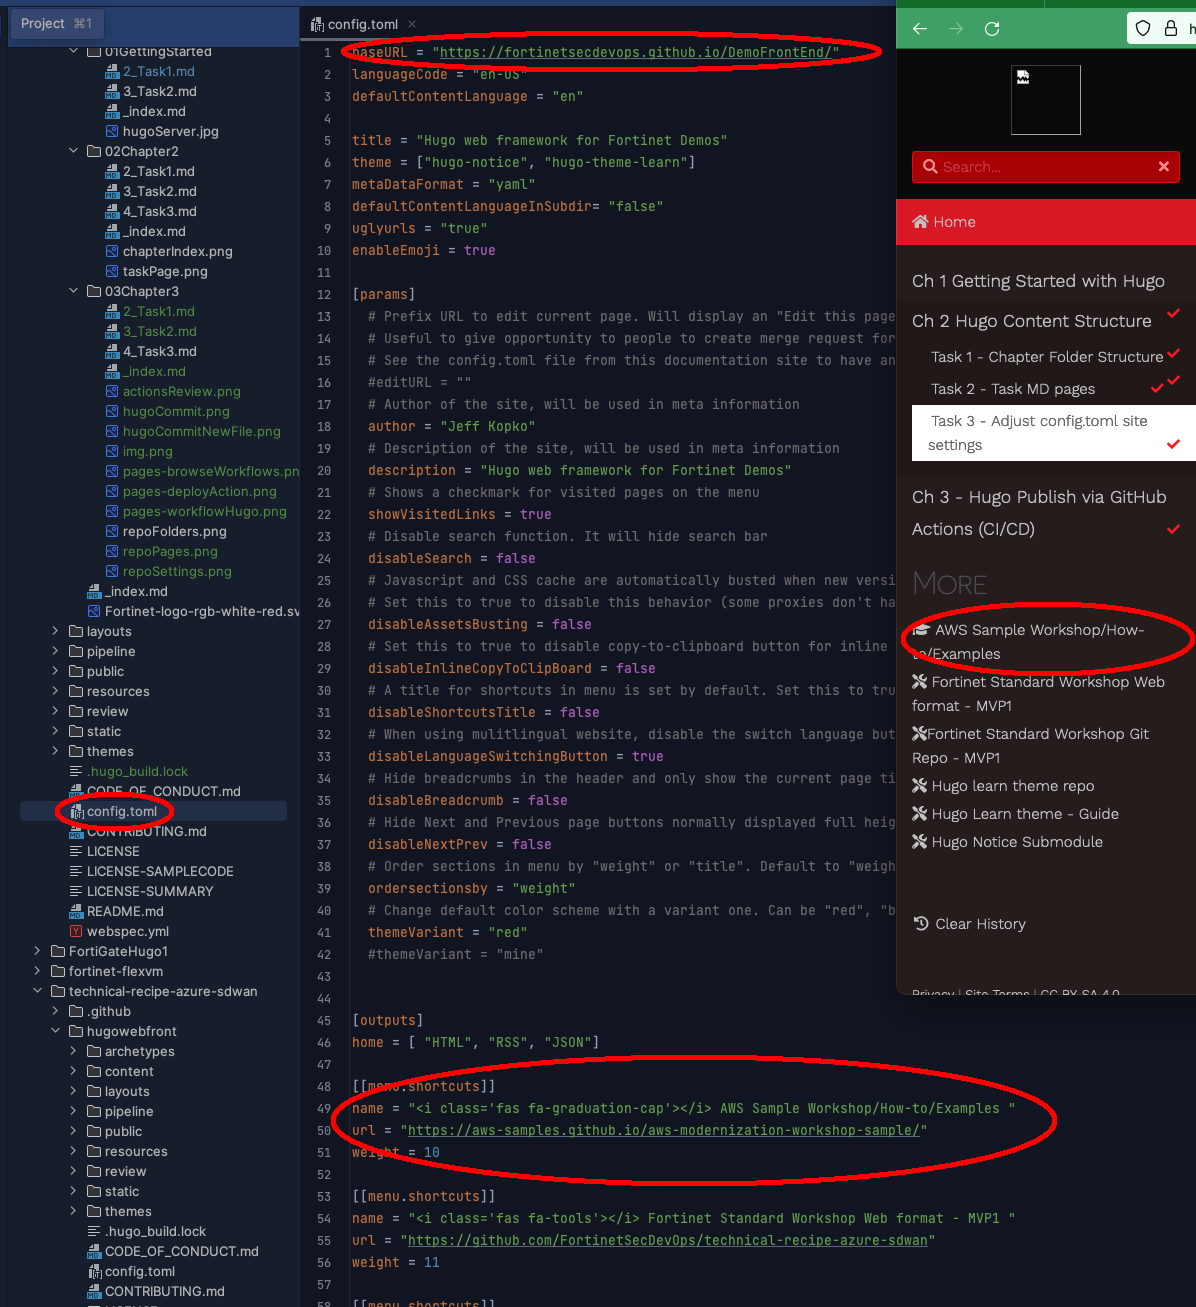 Project ⌘1
01GettingStarted
2_Task1.md
3_Task2.md
_index.md
hugoServer.jpg
02Chapter2
2_Task1.md
3_Task2.md
4_Task3.md
_index.md
chapterIndex.png
taskPage.png
03Chapter3
2_Task1.md
3_Task2.md
4_Task3.md
_index.md
actionsReview.png
hugoCommit.png
hugoCommitNewFile.png
img.png
pages-browseWorkflows.pn
pages-deployAction.png
pages-workflowHugo.png
repoFolders.png
repoPages.png
repoSettings.png
_index.md
Fortinet-logo-rgb-white-red.sv
layouts
pipeline
public
resources
review
static
themes
.hugo_build.lock
CODE_OF_CONDUCT.md
config.toml
CONTRIBUTING.md
LICENSE
LICENSE-SAMPLECODE
LICENSE-SUMMARY
README.md
webspec.yml
FortiGateHugo1
fortinet-flexvm
technical-recipe-azure-sdwan
.github
hugowebfront
archetypes
content
layouts
pipeline
public
resources
review
static
themes
.hugo_build.lock
CODE_OF_CONDUCT.md
config.toml
CONTRIBUTING.md
config.toml
1 baseURL = "https://fortinetsecdevops.github.io/DemoFrontEnd/"
2 languageCode = "en-US"
3 defaultContentLanguage = "en"
4
5 title = "Hugo web framework for Fortinet Demos"
6 theme = ["hugo-notice", "hugo-theme-learn"]
7 metaDataFormat = "yaml"
8 defaultContentLanguageInSubdir= "false"
9 uglyurls = "true"
10 enableEmoji = true
11
12 [params]
13 # Prefix URL to edit current page. Will display an "Edit this page
14 # Useful to give opportunity to people to create merge request for
15 # See the config.toml file from this documentation site to have an
16 #editURL = ""
17 # Author of the site, will be used in meta information
18 author = "Jeff Kopko"
19 # Description of the site, will be used in meta information
20 description = "Hugo web framework for Fortinet Demos"
21 # Shows a checkmark for visited pages on the menu
22 showVisitedLinks = true
23 # Disable search function. It will hide search bar
24 disableSearch = false
25 # Javascript and CSS cache are automatically busted when new versi
26 # Set this to true to disable this behavior (some proxies don't ha
27 disableAssetsBusting = false
28 # Set this to true to disable copy-to-clipboard button for inline
29 disableInlineCopyToClipBoard = false
30 # A title for shortcuts in menu is set by default. Set this to tru
31 disableShortcutsTitle = false
32 # When using mulitlingual website, disable the switch language but
33 disableLanguageSwitchingButton = true
34 # Hide breadcrumbs in the header and only show the current page ti
35 disableBreadcrumb = false
36 # Hide Next and Previous page buttons normally displayed full heig
37 disableNextPrev = false
38 # Order sections in menu by "weight" or "title". Default to "weigh
39 ordersectionsby = "weight"
40 # Change default color scheme with a variant one. Can be "red", "b
41 themeVariant = "red"
42 #themeVariant = "mine"
43
44
45 [outputs]
46 home = [ "HTML", "RSS", "JSON"]
47
48 [[menu.shortcuts]]
49 name = "<i class='fas fa-graduation-cap'></i> AWS Sample Workshop/How-to/Examples "
50 url = "https://aws-samples.github.io/aws-modernization-workshop-sample/"
51 weight = 10
52
53 [[menu.shortcuts]]
54 name = "<i class='fas fa-tools'></i> Fortinet Standard Workshop Web format - MVP1 "
55 url = "https://github.com/FortinetSecDevOps/technical-recipe-azure-sdwan"
56 weight = 11
57
58 [[menu.shortcuts]]
h
Search...
Home
Ch 1 Getting Started with Hugo
Ch 2 Hugo Content Structure
Task 1 - Chapter Folder Structure
Task 2 - Task MD pages
Task 3 - Adjust config.toml site
settings
Ch 3 - Hugo Publish via GitHub
Actions (CI/CD)
MORE
AWS Sample Workshop/How-
to/Examples
Fortinet Standard Workshop Web
format - MVP1
Fortinet Standard Workshop Git
Repo - MVP1
Hugo learn theme repo
Hugo Learn theme - Guide
Hugo Notice Submodule
Clear History
Privacy | Site Terms | CC BY SA 4.0